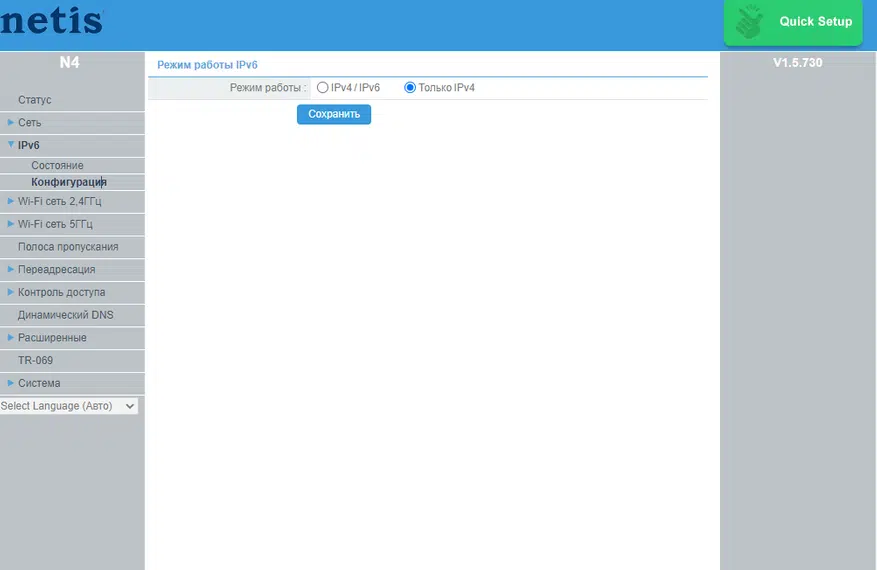 netis
Quick Setup
N4
Статус
Сеть
IPv6
Состояние
Конфигурация
Wi-Fi сеть 2,4ГГц
Wi-Fi сеть 5ГГц
Полоса пропускания
Переадресация
Контроль доступа
Динамический DNS
Расширенные
TR-069
Система
Select Language (Авто)
Режим работы IPv6
Режим работы : IPv4 / IPv6 Только IPv4
Сохранить
V1.5.730